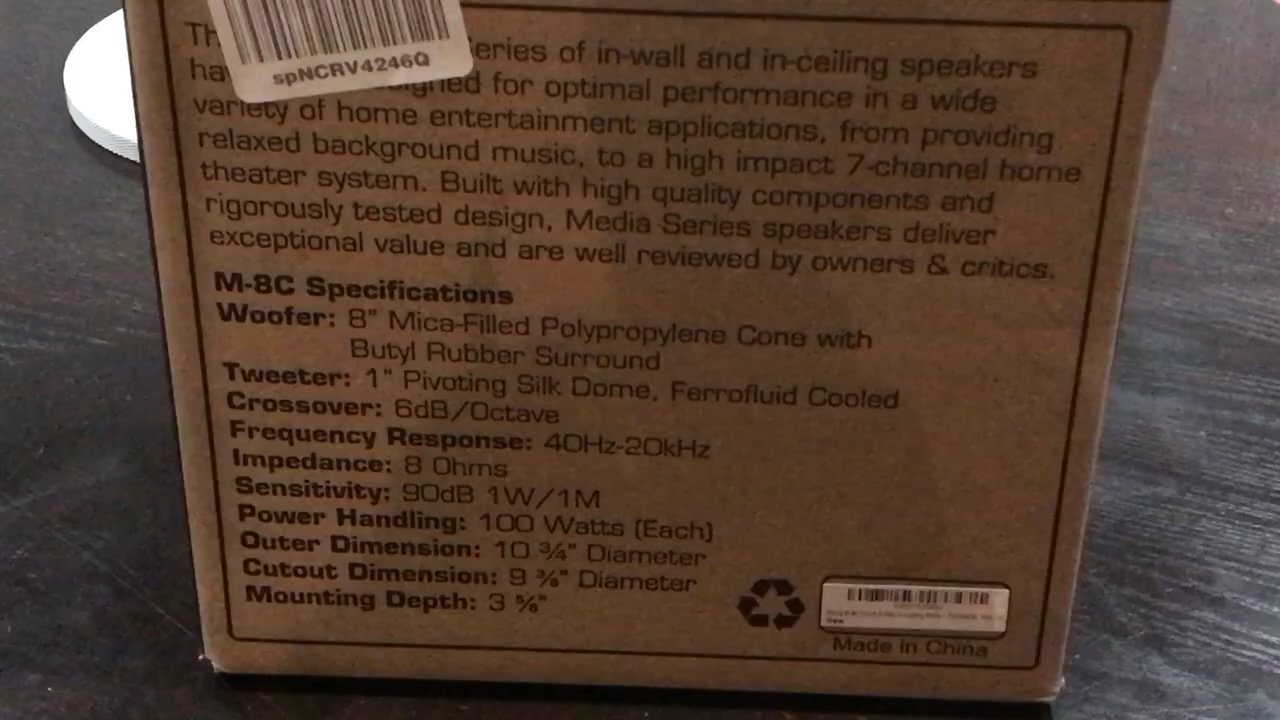 spNCRV4246Q
eries of in-wall and in-ceiling speakers
gned for optimal performance in a wide
variety of home entertainment applications, from providing
relaxed background music, to a high impact 7-channel home
theater system. Built with high quality components and
rigorously tested design, Media Series speakers deliver
exceptional value and are well reviewed by owners & critics.
M-8C Specifications
Woofer: 8" Mica-Filled Polypropylene Cone with
Butyl Rubber Surround
Tweeter: 1" Pivoting Silk Dome, Ferrofluid Cooled
Crossover: 6dB/Octave
Frequency Response: 40Hz-20kHz
Impedance: 8 Ohms
Sensitivity: 90dB 1W/1M
Power Handling: 100 Watts (Each)
Outer Dimension: 10 ¾" Diameter
Cutout Dimension: 9 ⅜" Diameter
Mounting Depth: 3 ⅝"
Made in China